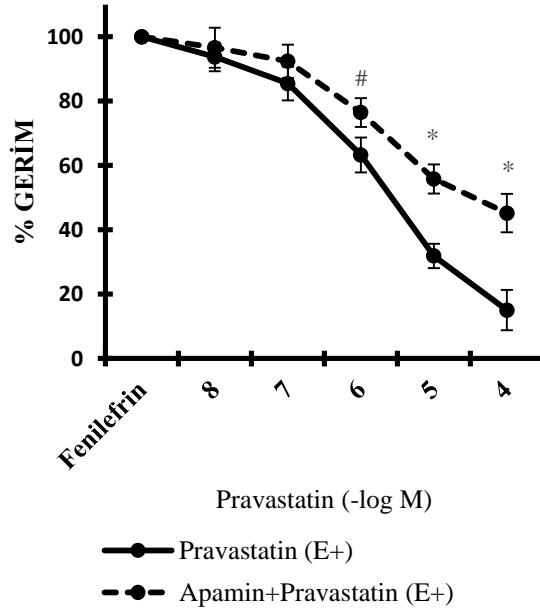 % GERİM
100
80
60
40
20
0
#
*
*
Fenilefrin
8
7
6
5
4
Pravastatin (-log M)
Pravastatin (E+)
Apamin+Pravastatin (E+)